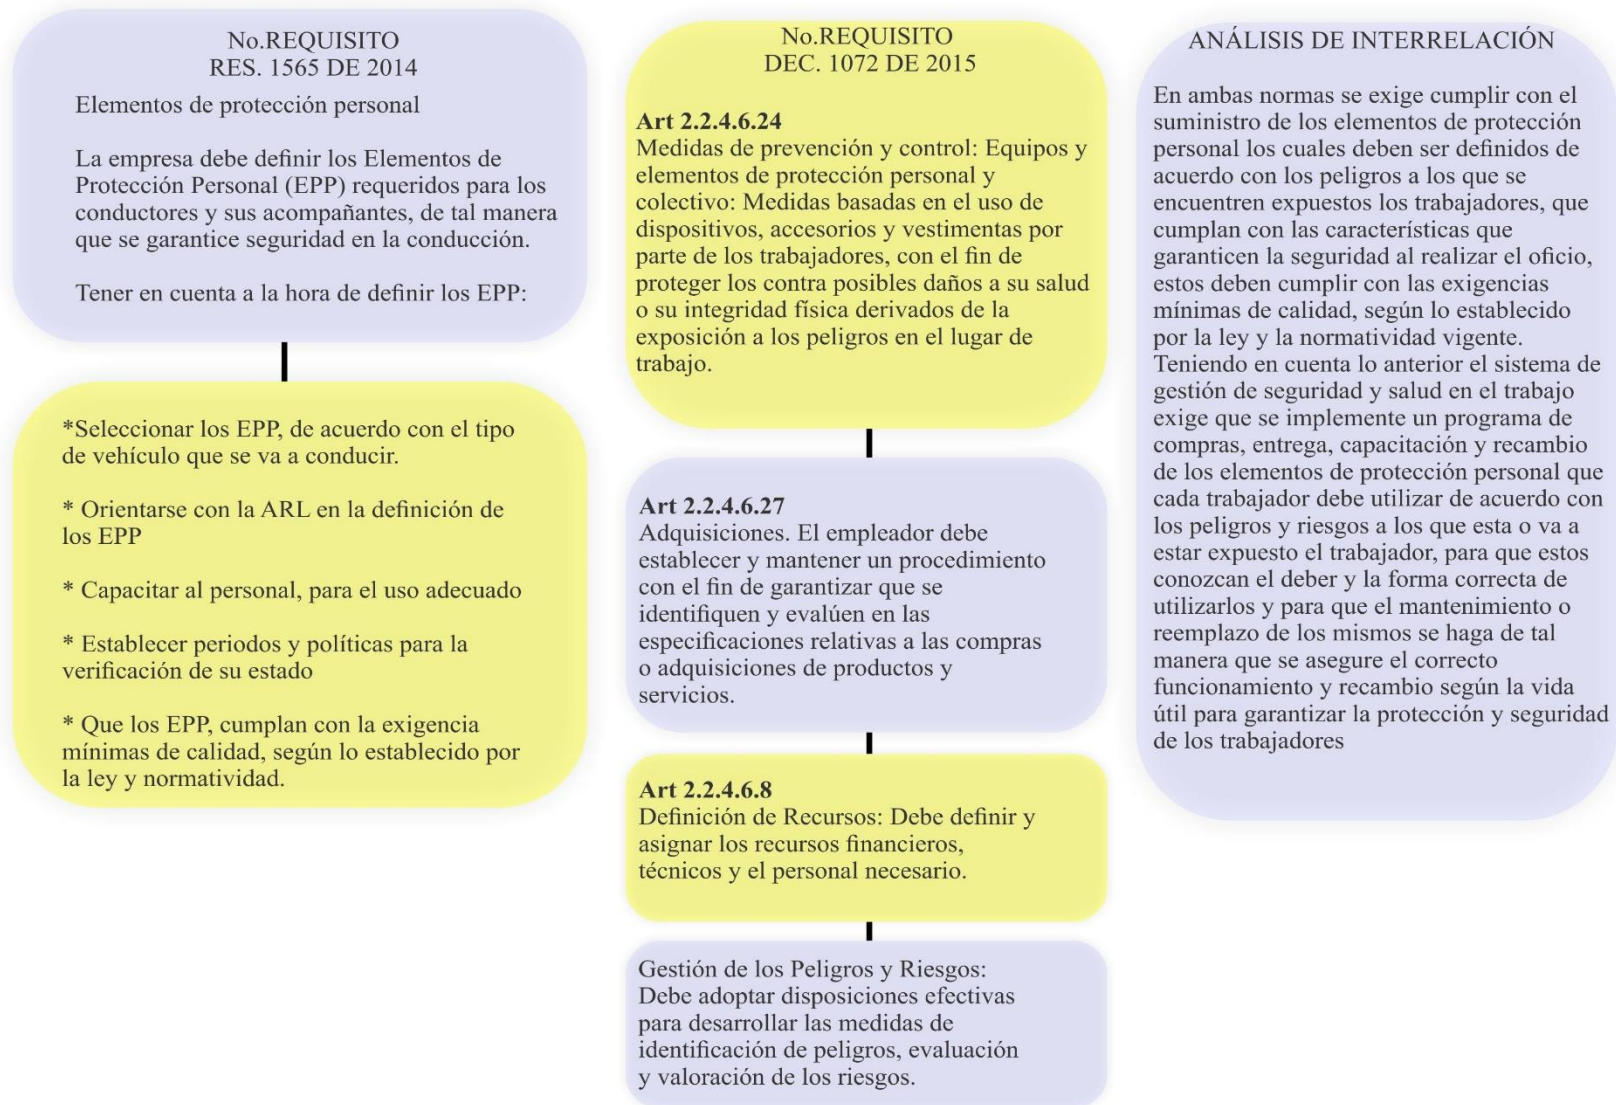 No.REQUISITO
RES. 1565 DE 2014
Elementos de protección personal
La empresa debe definir los Elementos de
Protección Personal (EPP) requeridos para los
conductores y sus acompañantes, de tal manera
que se garantice seguridad en la conducción.
Tener en cuenta a la hora de definir los EPP:
*Seleccionar los EPP, de acuerdo con el tipo
de vehículo que se va a conducir.
* Orientarse con la ARL en la definición de
los EPP
* Capacitar al personal, para el uso adecuado
* Establecer periodos y políticas para la
verificación de su estado
* Que los EPP, cumplan con la exigencia
mínimas de calidad, según lo establecido por
la ley y normatividad.
No.REQUISITO
DEC. 1072 DE 2015
Art 2.2.4.6.24
Medidas de prevención y control: Equipos y
elementos de protección personal y
colectivo: Medidas basadas en el uso de
dispositivos, accesorios y vestimentas por
parte de los trabajadores, con el fin de
proteger los contra posibles daños a su salud
o su integridad física derivados de la
exposición a los peligros en el lugar de
trabajo.
Art 2.2.4.6.27
Adquisiciones. El empleador debe
establecer y mantener un procedimiento
con el fin de garantizar que se
identifiquen y evalúen en las
especificaciones relativas a las compras
o adquisiciones de productos y
servicios.
Art 2.2.4.6.8
Definición de Recursos: Debe definir y
asignar los recursos financieros,
técnicos y el personal necesario.
Gestión de los Peligros y Riesgos:
Debe adoptar disposiciones efectivas
para desarrollar las medidas de
identificación de peligros, evaluación
y valoración de los riesgos.
ANÁLISIS DE INTERRELACIÓN
En ambas normas se exige cumplir con el
suministro de los elementos de protección
personal los cuales deben ser definidos de
acuerdo con los peligros a los que se
encuentren expuestos los trabajadores, que
cumplan con las características que
garanticen la seguridad al realizar el oficio,
estos deben cumplir con las exigencias
mínimas de calidad, según lo establecido
por la ley y la normatividad vigente.
Teniendo en cuenta lo anterior el sistema de
gestión de seguridad y salud en el trabajo
exige que se implemente un programa de
compras, entrega, capacitación y recambio
de los elementos de protección personal que
cada trabajador debe utilizar de acuerdo con
los peligros y riesgos a los que esta o va a
estar expuesto el trabajador, para que estos
conozcan el deber y la forma correcta de
utilizarlos y para que el mantenimiento o
reemplazo de los mismos se haga de tal
manera que se asegure el correcto
funcionamiento y recambio según la vida
útil para garantizar la protección y seguridad
de los trabajadores